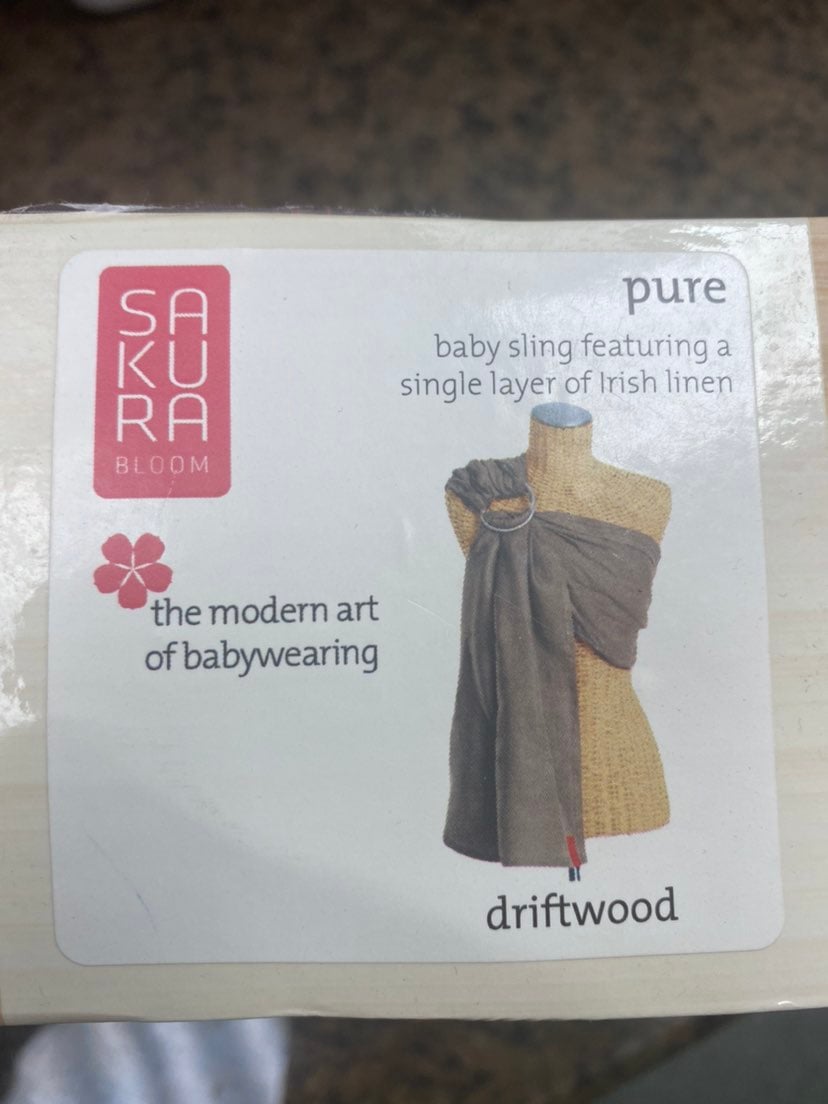 SA
KU
RA
BLOOM
pure
baby sling featuring a
single layer of Irish linen
the modern art
of babywearing
driftwood